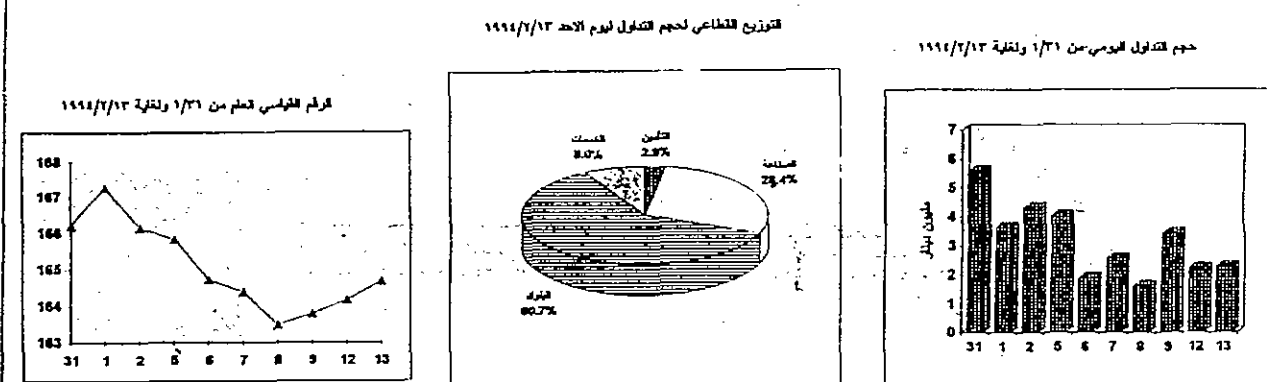 حجم التداول اليومي من ١/٣١ ولغاية ١٩٩٤/٢/١٣
7
6
5
4
3
2
1
0
مليون دينار
31 1 2 5 6 7 8 9 12 13
التوزيع القطاعي لحجم التداول ليوم الاحد ١٩٩٤/٢/١٣
التأمين
2.9%
الخدمات
8.0%
الصناعة
28.4%
البنوك
60.7%
الرقم القياسي العام من ١/٣١ ولغاية ١٩٩٤/٢/١٣
168
167
166
165
164
163
31 1 2 5 6 7 8 9 12 13